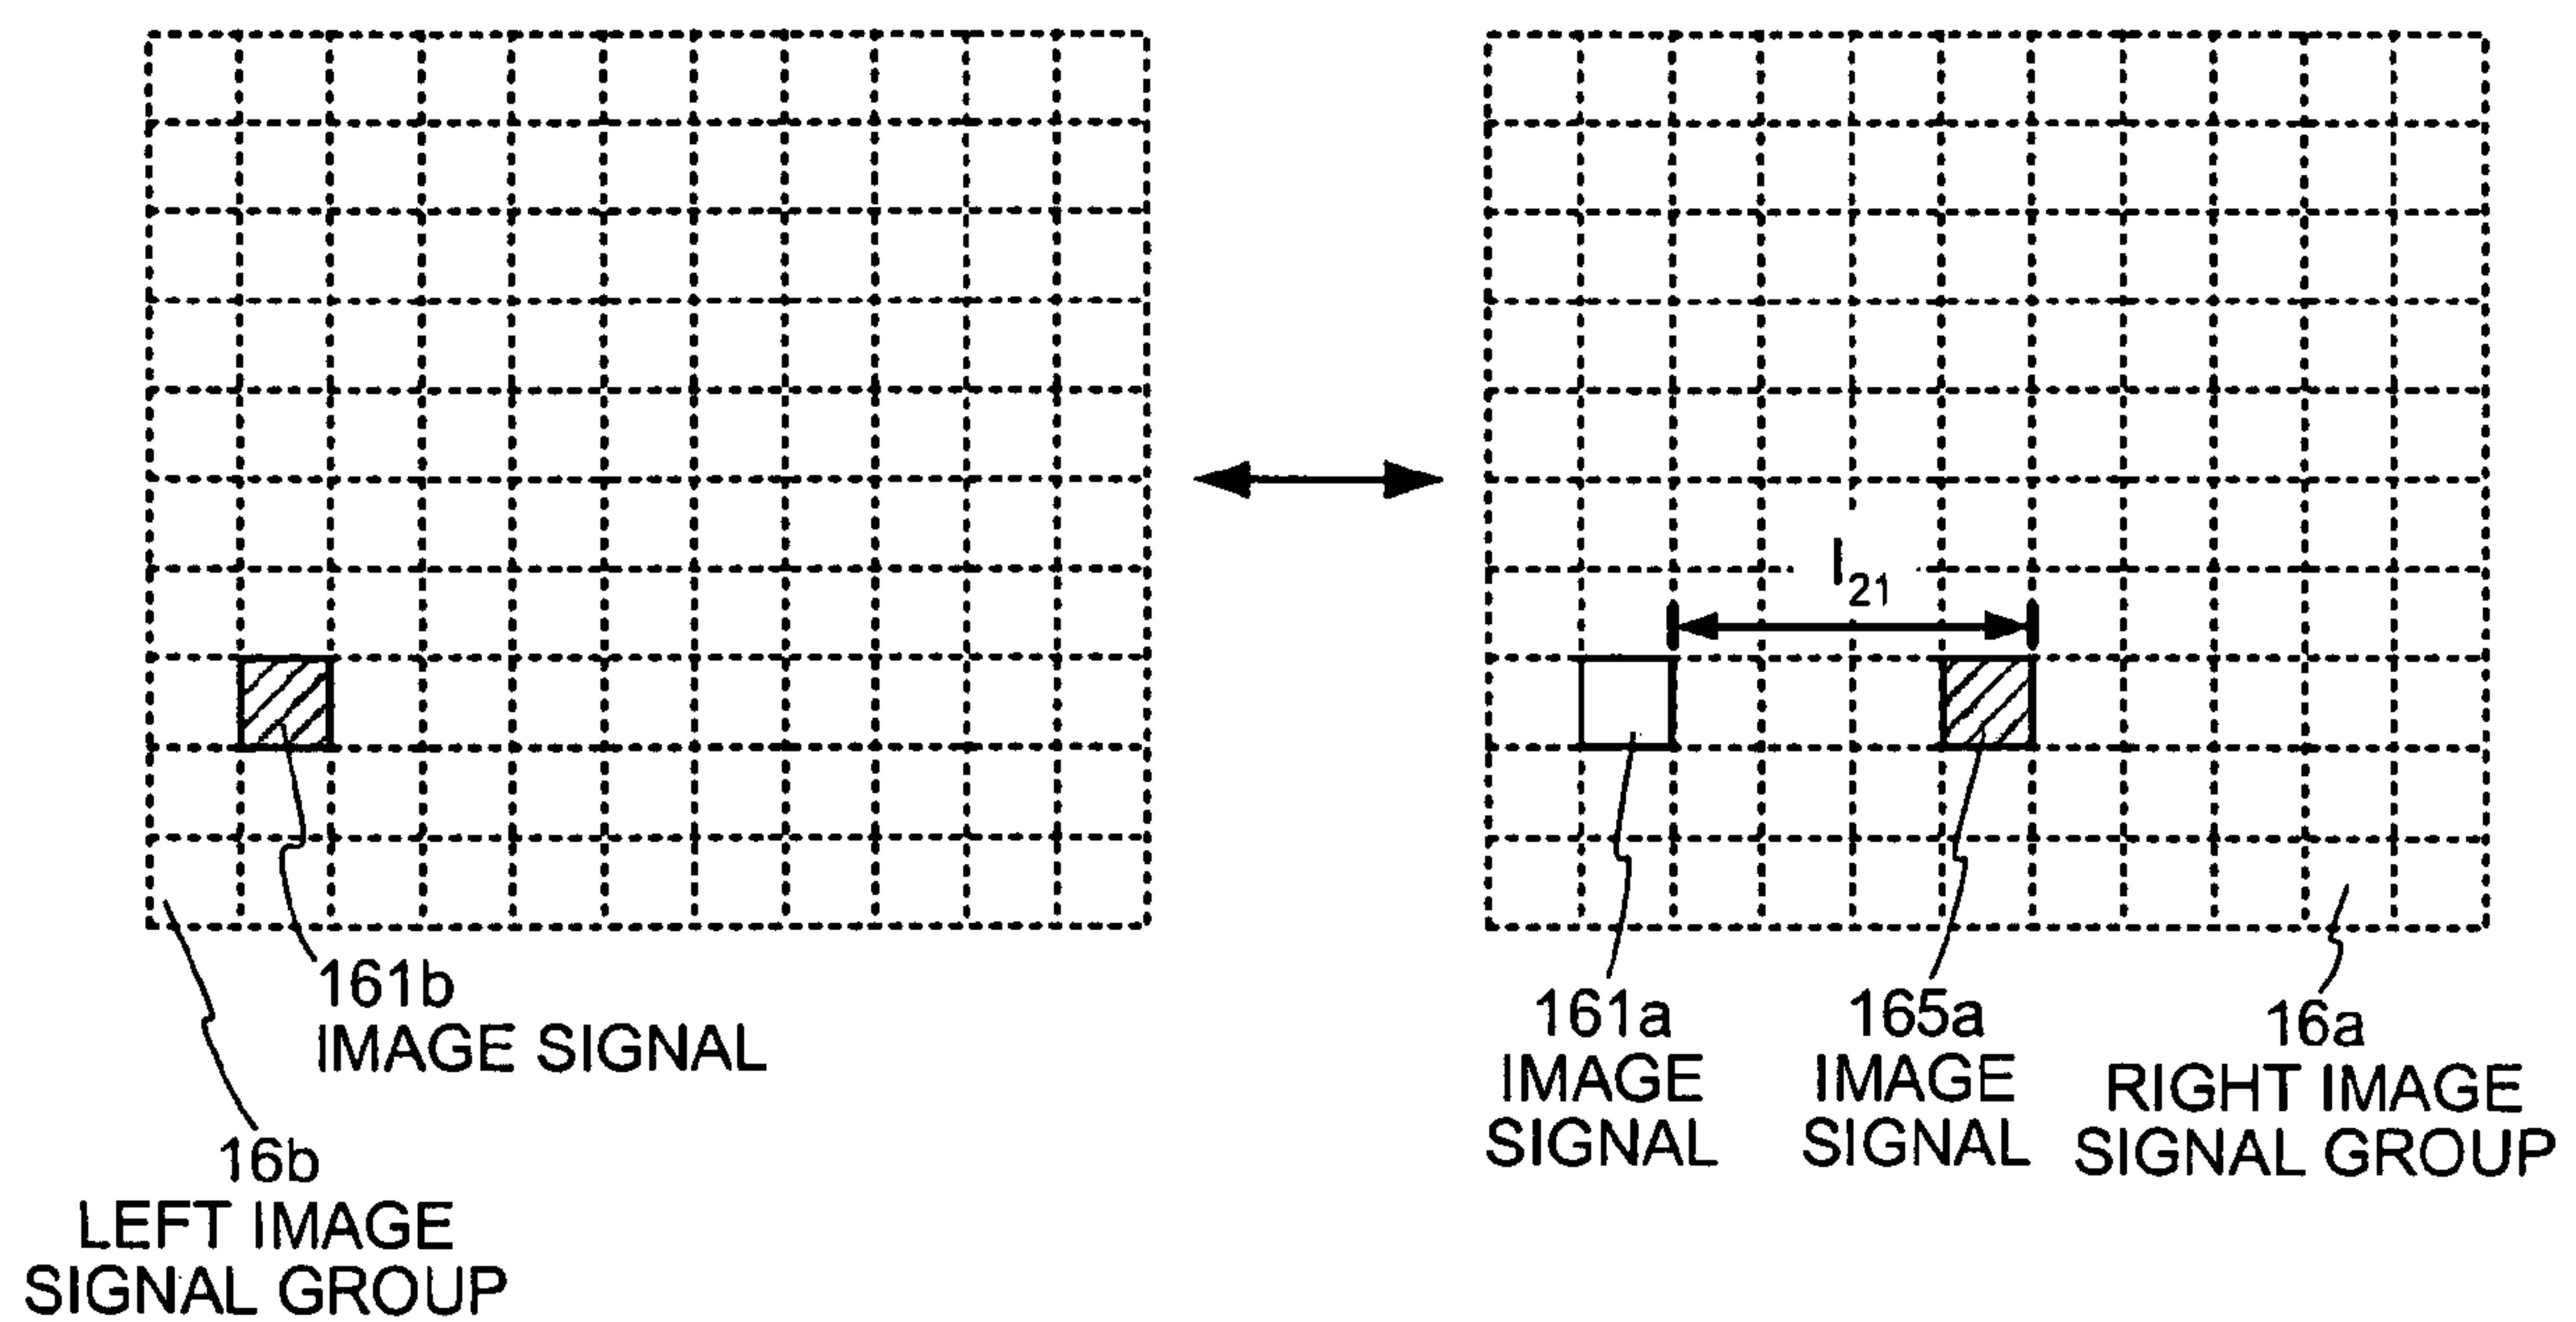 I21
161b
IMAGE SIGNAL
16b
LEFT IMAGE
SIGNAL GROUP
161a
IMAGE
SIGNAL
165a
IMAGE
SIGNAL
16a
RIGHT IMAGE
SIGNAL GROUP